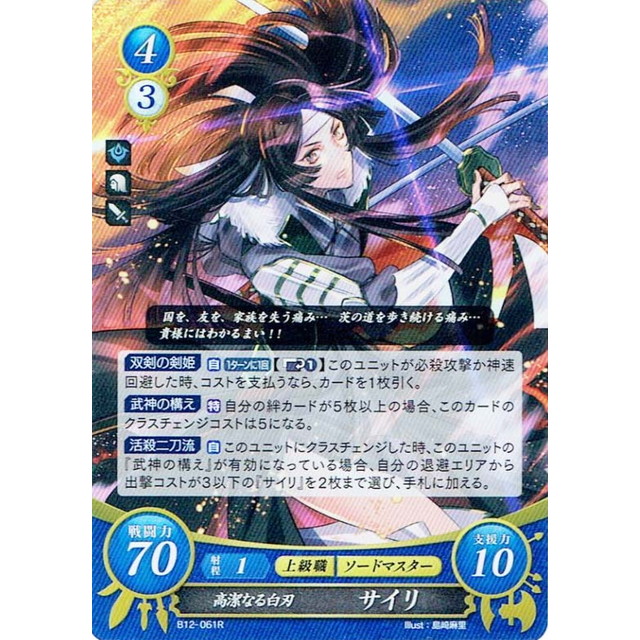 4
3
国を、友を、家族を失う痛み… 茨の道を歩き続ける痛み…
貴様にはわかるまい!!
双剣の剣姫 自 1ターンに1回 【1】このユニットが必殺攻撃か神速
回避した時、コストを支払うなら、カードを1枚引く。
武神の構え 特 自分の絆カードが5枚以上の場合、このカードの
クラスチェンジコストは5になる。
活殺二刀流 自 このユニットにクラスチェンジした時、このユニットの
『武神の構え』が有効になっている場合、自分の退避エリアから
出撃コストが3以下の『サイリ』を2枚まで選び、手札に加える。
戦闘力
70
射程 1
上級職 ソードマスター
支援力
10
高潔なる白刃 サイリ
B12-061R
Illust:島崎麻里